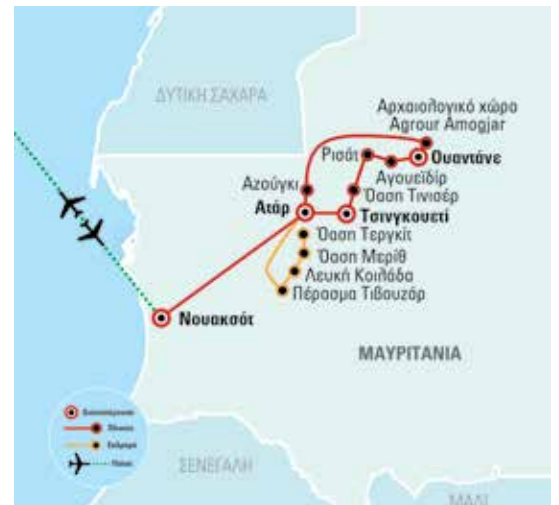 ΔΥΤΙΚΗ ΣΑΧΑΡΑ
Αρχαιολογικό χώρο
Agrour Amogjar
Ρισάτ
Ουαντάνε
Αζούγκι
Αγουεϊδίρ
Όαση Τινισέρ
Ατάρ
Τσινγκουετί
Όαση Τεργκίτ
Όαση Μερίθ
Λευκή Κοιλάδα
Πέρασμα Τιβουζάρ
Νουακσότ
ΜΑΥΡΙΤΑΝΙΑ
ΣΕΝΕΓΑΛΗ
ΜΑΛΙ